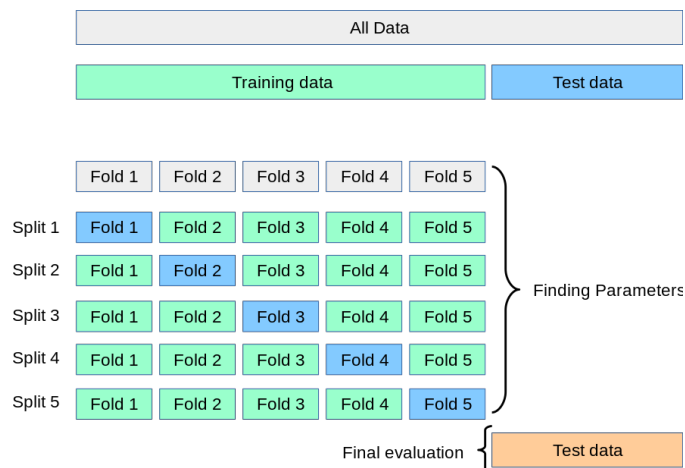 All Data
Training data Test data
Fold 1 Fold 2 Fold 3 Fold 4 Fold 5
Split 1 Fold 1 Fold 2 Fold 3 Fold 4 Fold 5
Split 2 Fold 1 Fold 2 Fold 3 Fold 4 Fold 5
Finding Parameters
Split 3 Fold 1 Fold 2 Fold 3 Fold 4 Fold 5
Split 4 Fold 1 Fold 2 Fold 3 Fold 4 Fold 5
Split 5 Fold 1 Fold 2 Fold 3 Fold 4 Fold 5
Final evaluation Test data